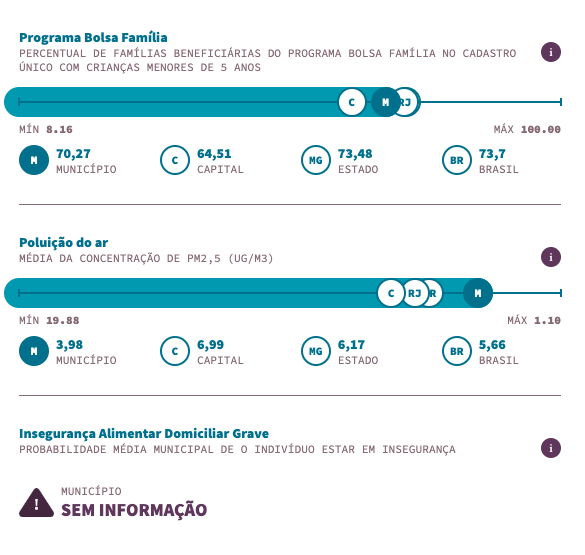 Programa Bolsa Família
PERCENTUAL DE FAMÍLIAS BENEFICIÁRIAS DO PROGRAMA BOLSA FAMÍLIA NO CADASTRO
ÚNICO COM CRIANÇAS MENORES DE 5 ANOS
i
C M RJ
MÍN 8.16 MÁX 100.00
M 70,27 C 64,51 MG 73,48 BR 73,7
MUNICÍPIO CAPITAL ESTADO BRASIL
Poluição do ar
MÉDIA DA CONCENTRAÇÃO DE PM2,5 (UG/M3)
i
C RJ R M
MÍN 19.88 MÁX 1.10
M 3,98 C 6,99 MG 6,17 BR 5,66
MUNICÍPIO CAPITAL ESTADO BRASIL
Insegurança Alimentar Domiciliar Grave
PROBABILIDADE MÉDIA MUNICIPAL DE O INDIVÍDUO ESTAR EM INSEGURANÇA
i
MUNICÍPIO
! SEM INFORMAÇÃO